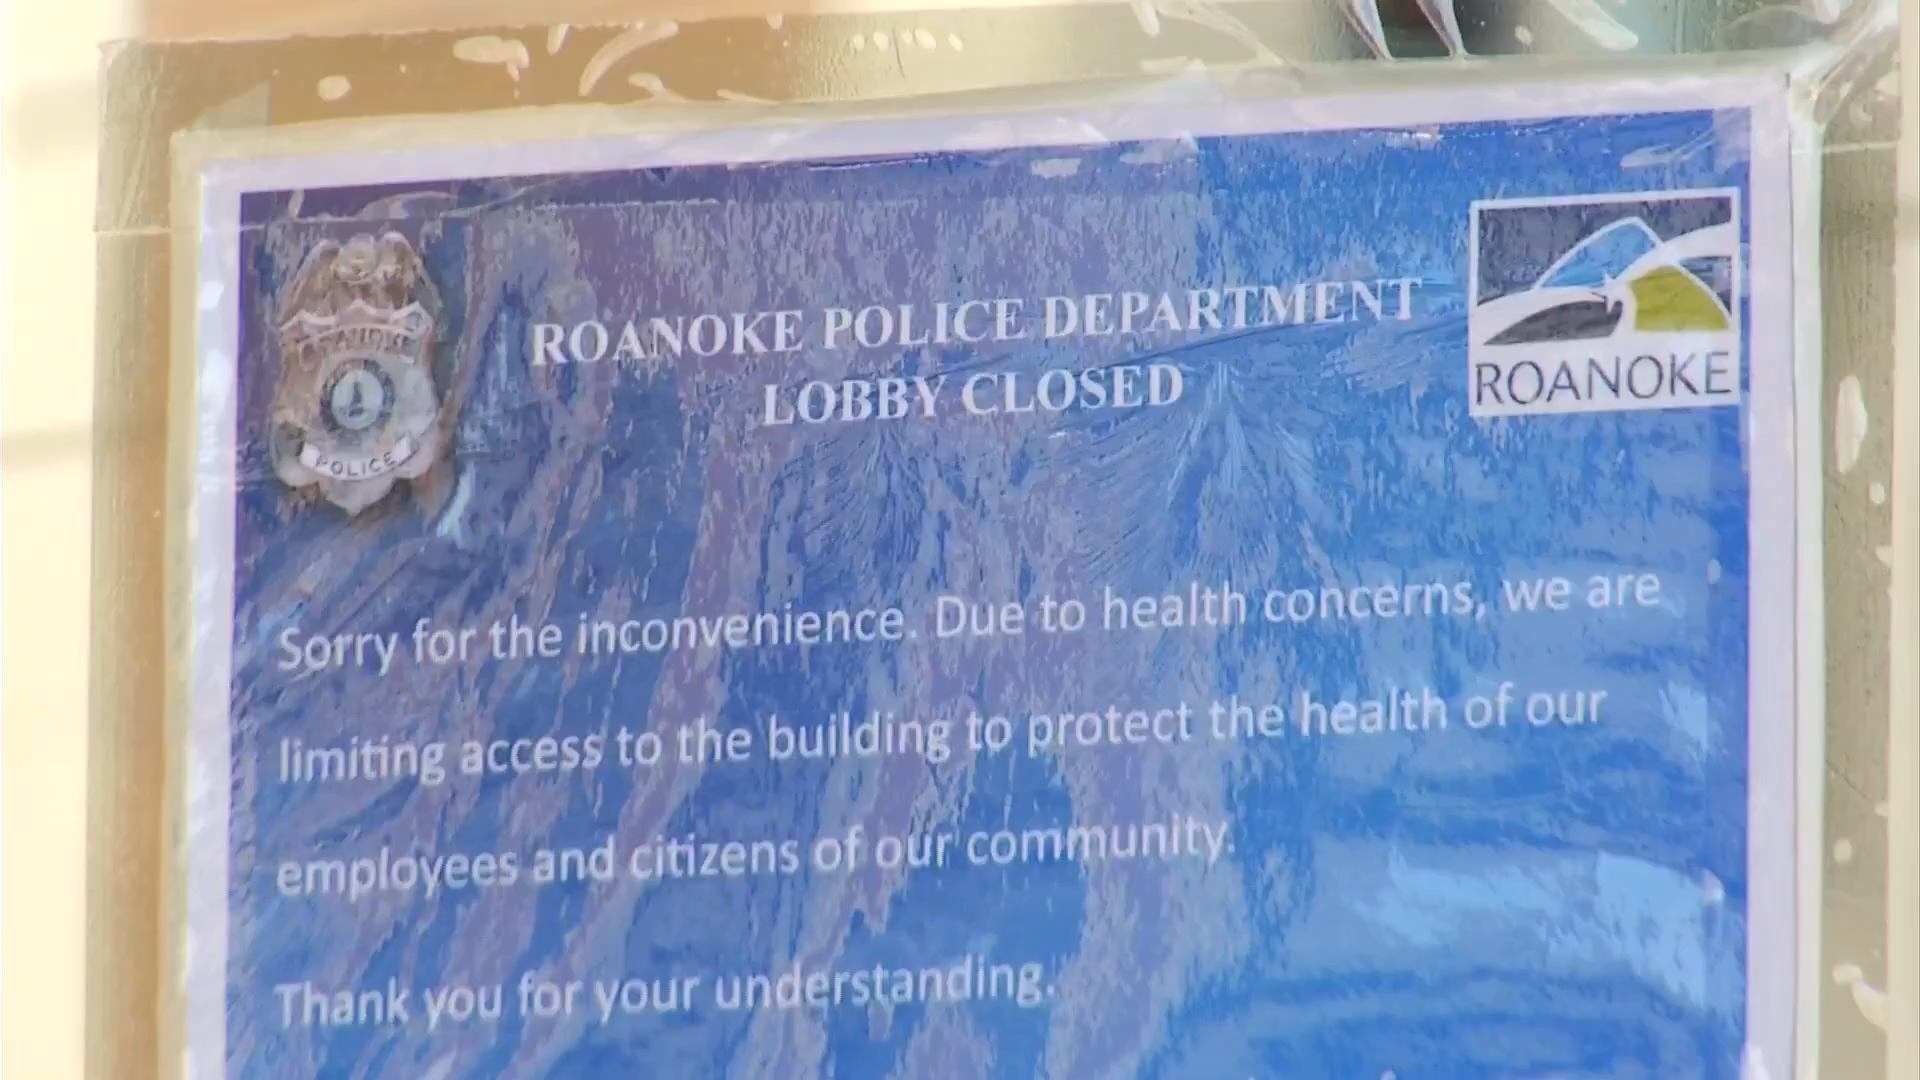 ROANOKE POLICE DEPARTMENT
LOBBY CLOSED
ROANOKE
ROANOKE
POLICE
Sorry for the inconvenience. Due to health concerns, we are
limiting access to the building to protect the health of our
employees and citizens of our community.
Thank you for your understanding.